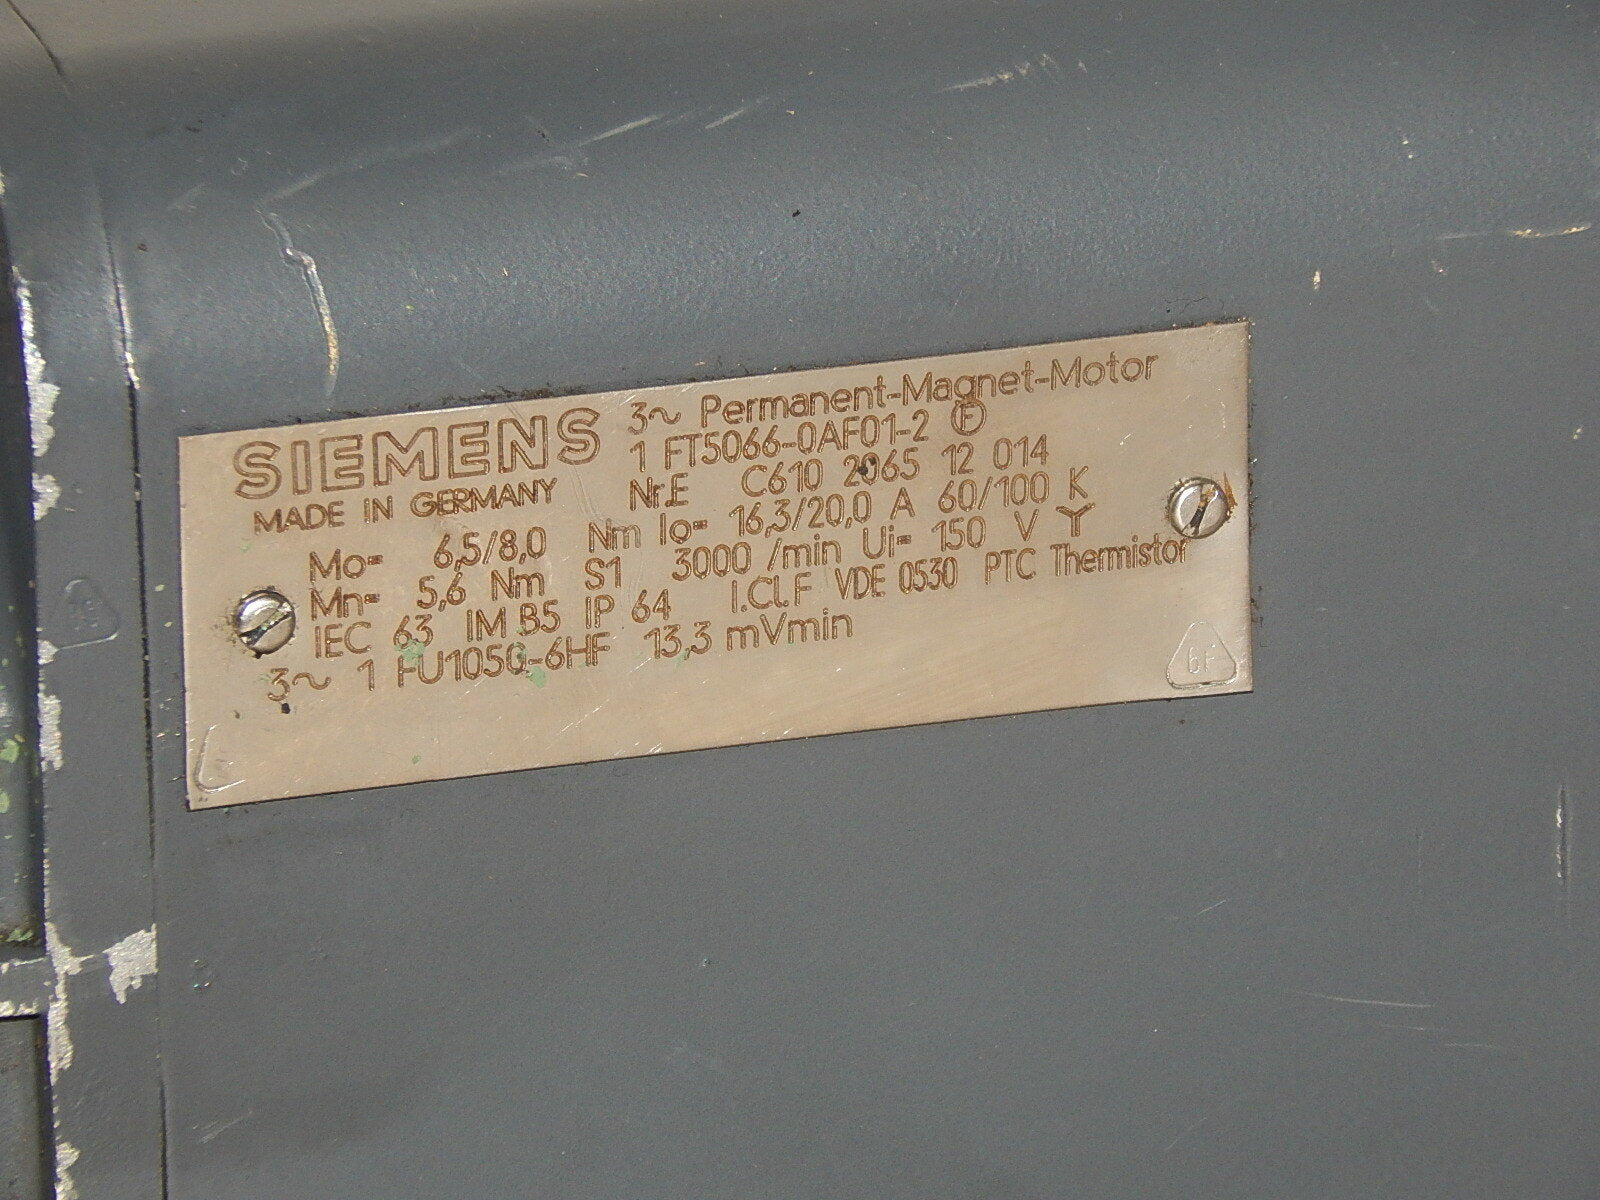 SIEMENS 3~ Permanent-Magnet-Motor
1 FT5066-0AF01-2 Ⓕ
MADE IN GERMANY Nr.E C610 2065 12 014
Mo= 6,5/8,0 Nm Io= 16,3/20,0 A 60/100 K
Mn= 5,6 Nm S1 3000 /min Ui= 150 V Y
IEC 63 IM B5 IP 64 I.Cl.F VDE 0530 PTC Thermistor
3~ 1 FU1050-6HF 13,3 mVmin